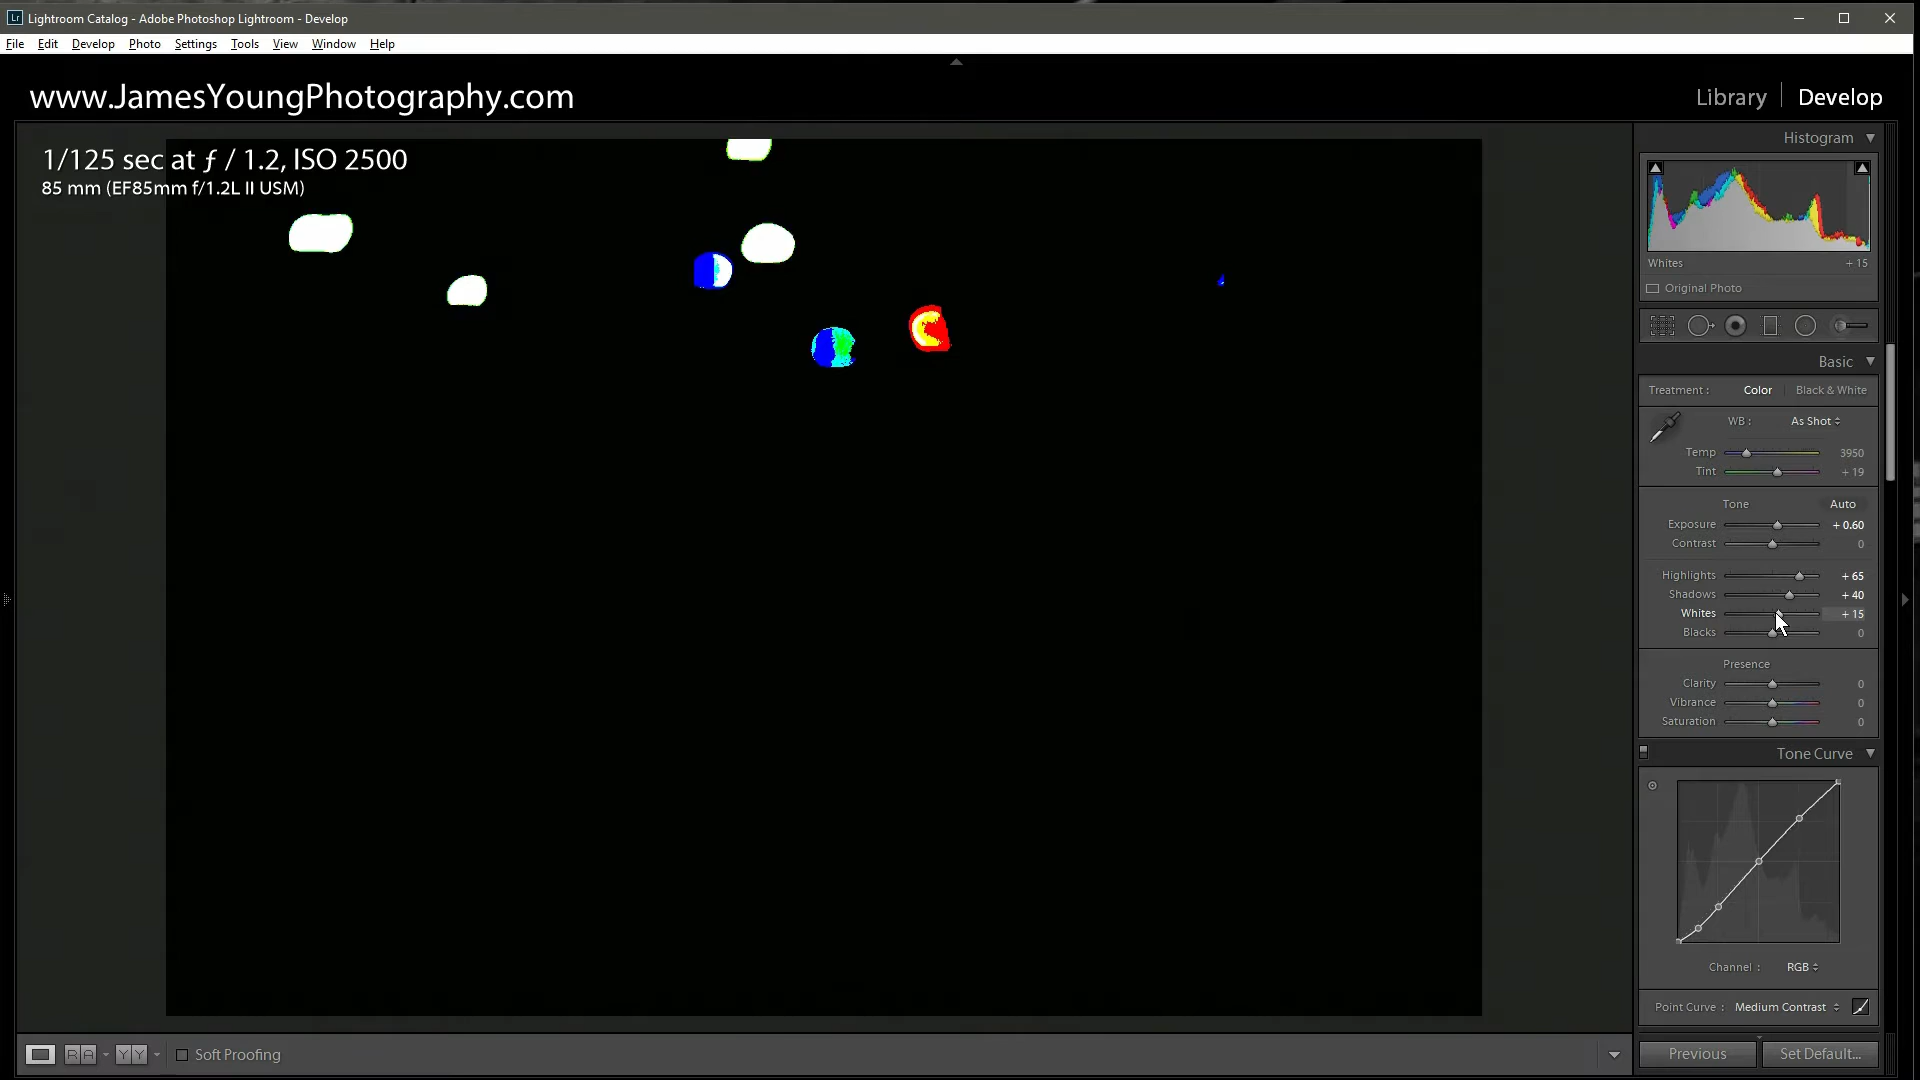 Lr Lightroom Catalog - Adobe Photoshop Lightroom - Develop
File Edit Develop Photo Settings Tools View Window Help
www.JamesYoungPhotography.com
Library | Develop
1/125 sec at ƒ / 1.2, ISO 2500
85 mm (EF85mm f/1.2L II USM)
Histogram
Whites + 15
Original Photo
Basic
Treatment : Color Black & White
WB : As Shot
Temp 3950
Tint + 19
Tone Auto
Exposure + 0.60
Contrast 0
Highlights + 65
Shadows + 40
Whites + 15
Blacks 0
Presence
Clarity 0
Vibrance 0
Saturation 0
Tone Curve
Channel : RGB
Point Curve : Medium Contrast
R A Y Y Soft Proofing
Previous Set Default...